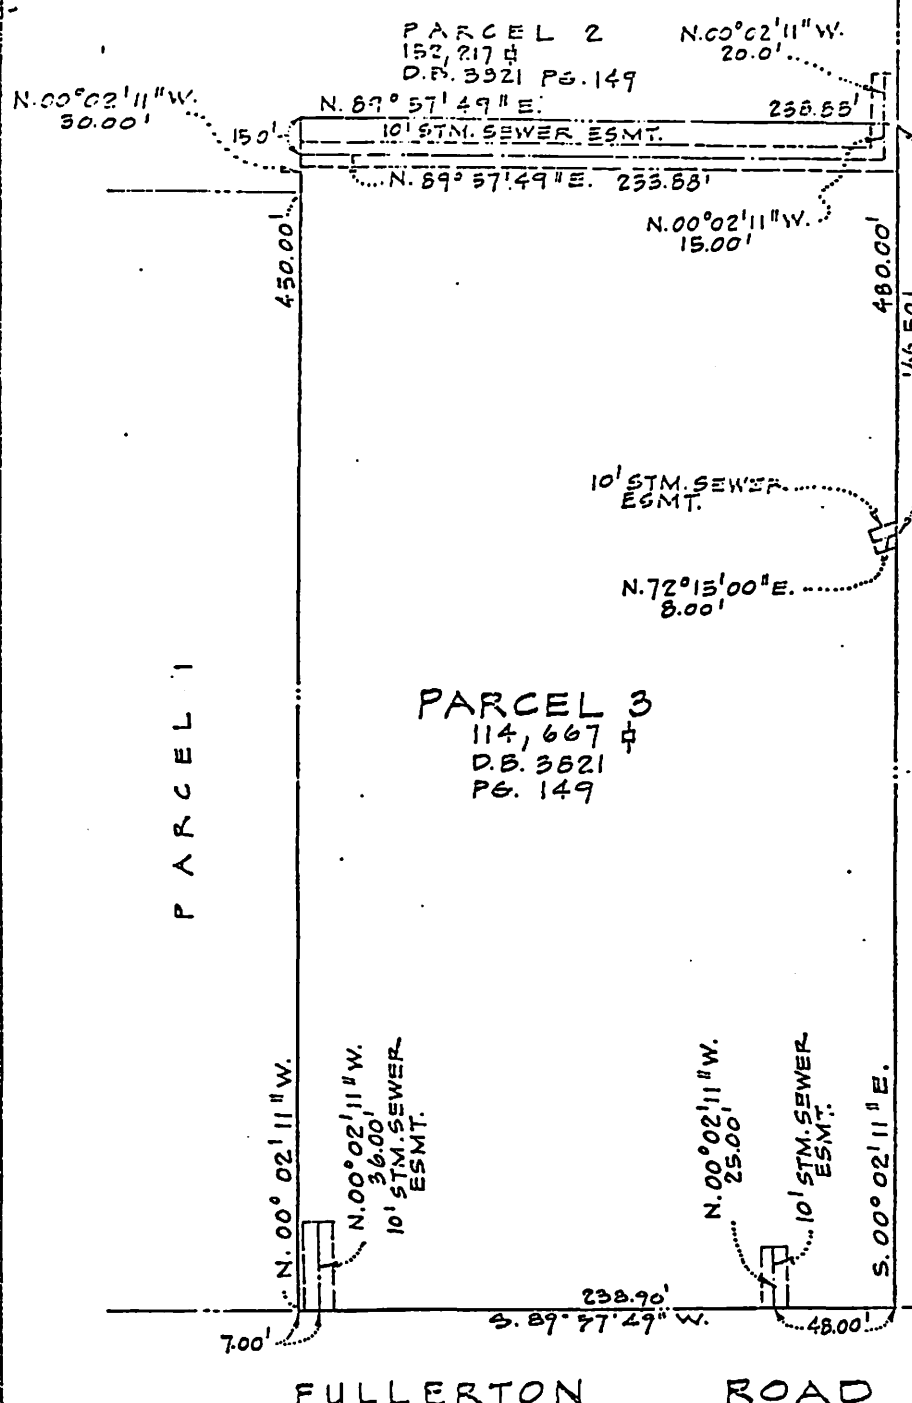 PARCEL 2
152,217 ⌑
D.B. 3321 PG. 149
N.00°02'11"W.
20.0'
N.00°02'11"W.
30.00'
N. 89° 57' 49" E.
238.88'
15.0'
10' STM. SEWER ESMT.
N. 89° 57' 49" E. 233.88'
N.00°02'11"W.
15.00'
450.00'
480.00'
10' STM. SEWER
ESMT.
N.72°15'00"E.
8.00'
PARCEL 1
PARCEL 3
114,667 ⌑
D.B. 3821
PG. 149
N. 00° 02' 11" W.
N.00°02'11"W.
36.00'
10' STM. SEWER
ESMT.
N.00°02'11"W.
25.00'
10' STM. SEWER
ESMT.
S. 00° 02' 11" E.
238.90'
S. 89° 57' 49" W.
7.00'
48.00'
FULLERTON ROAD